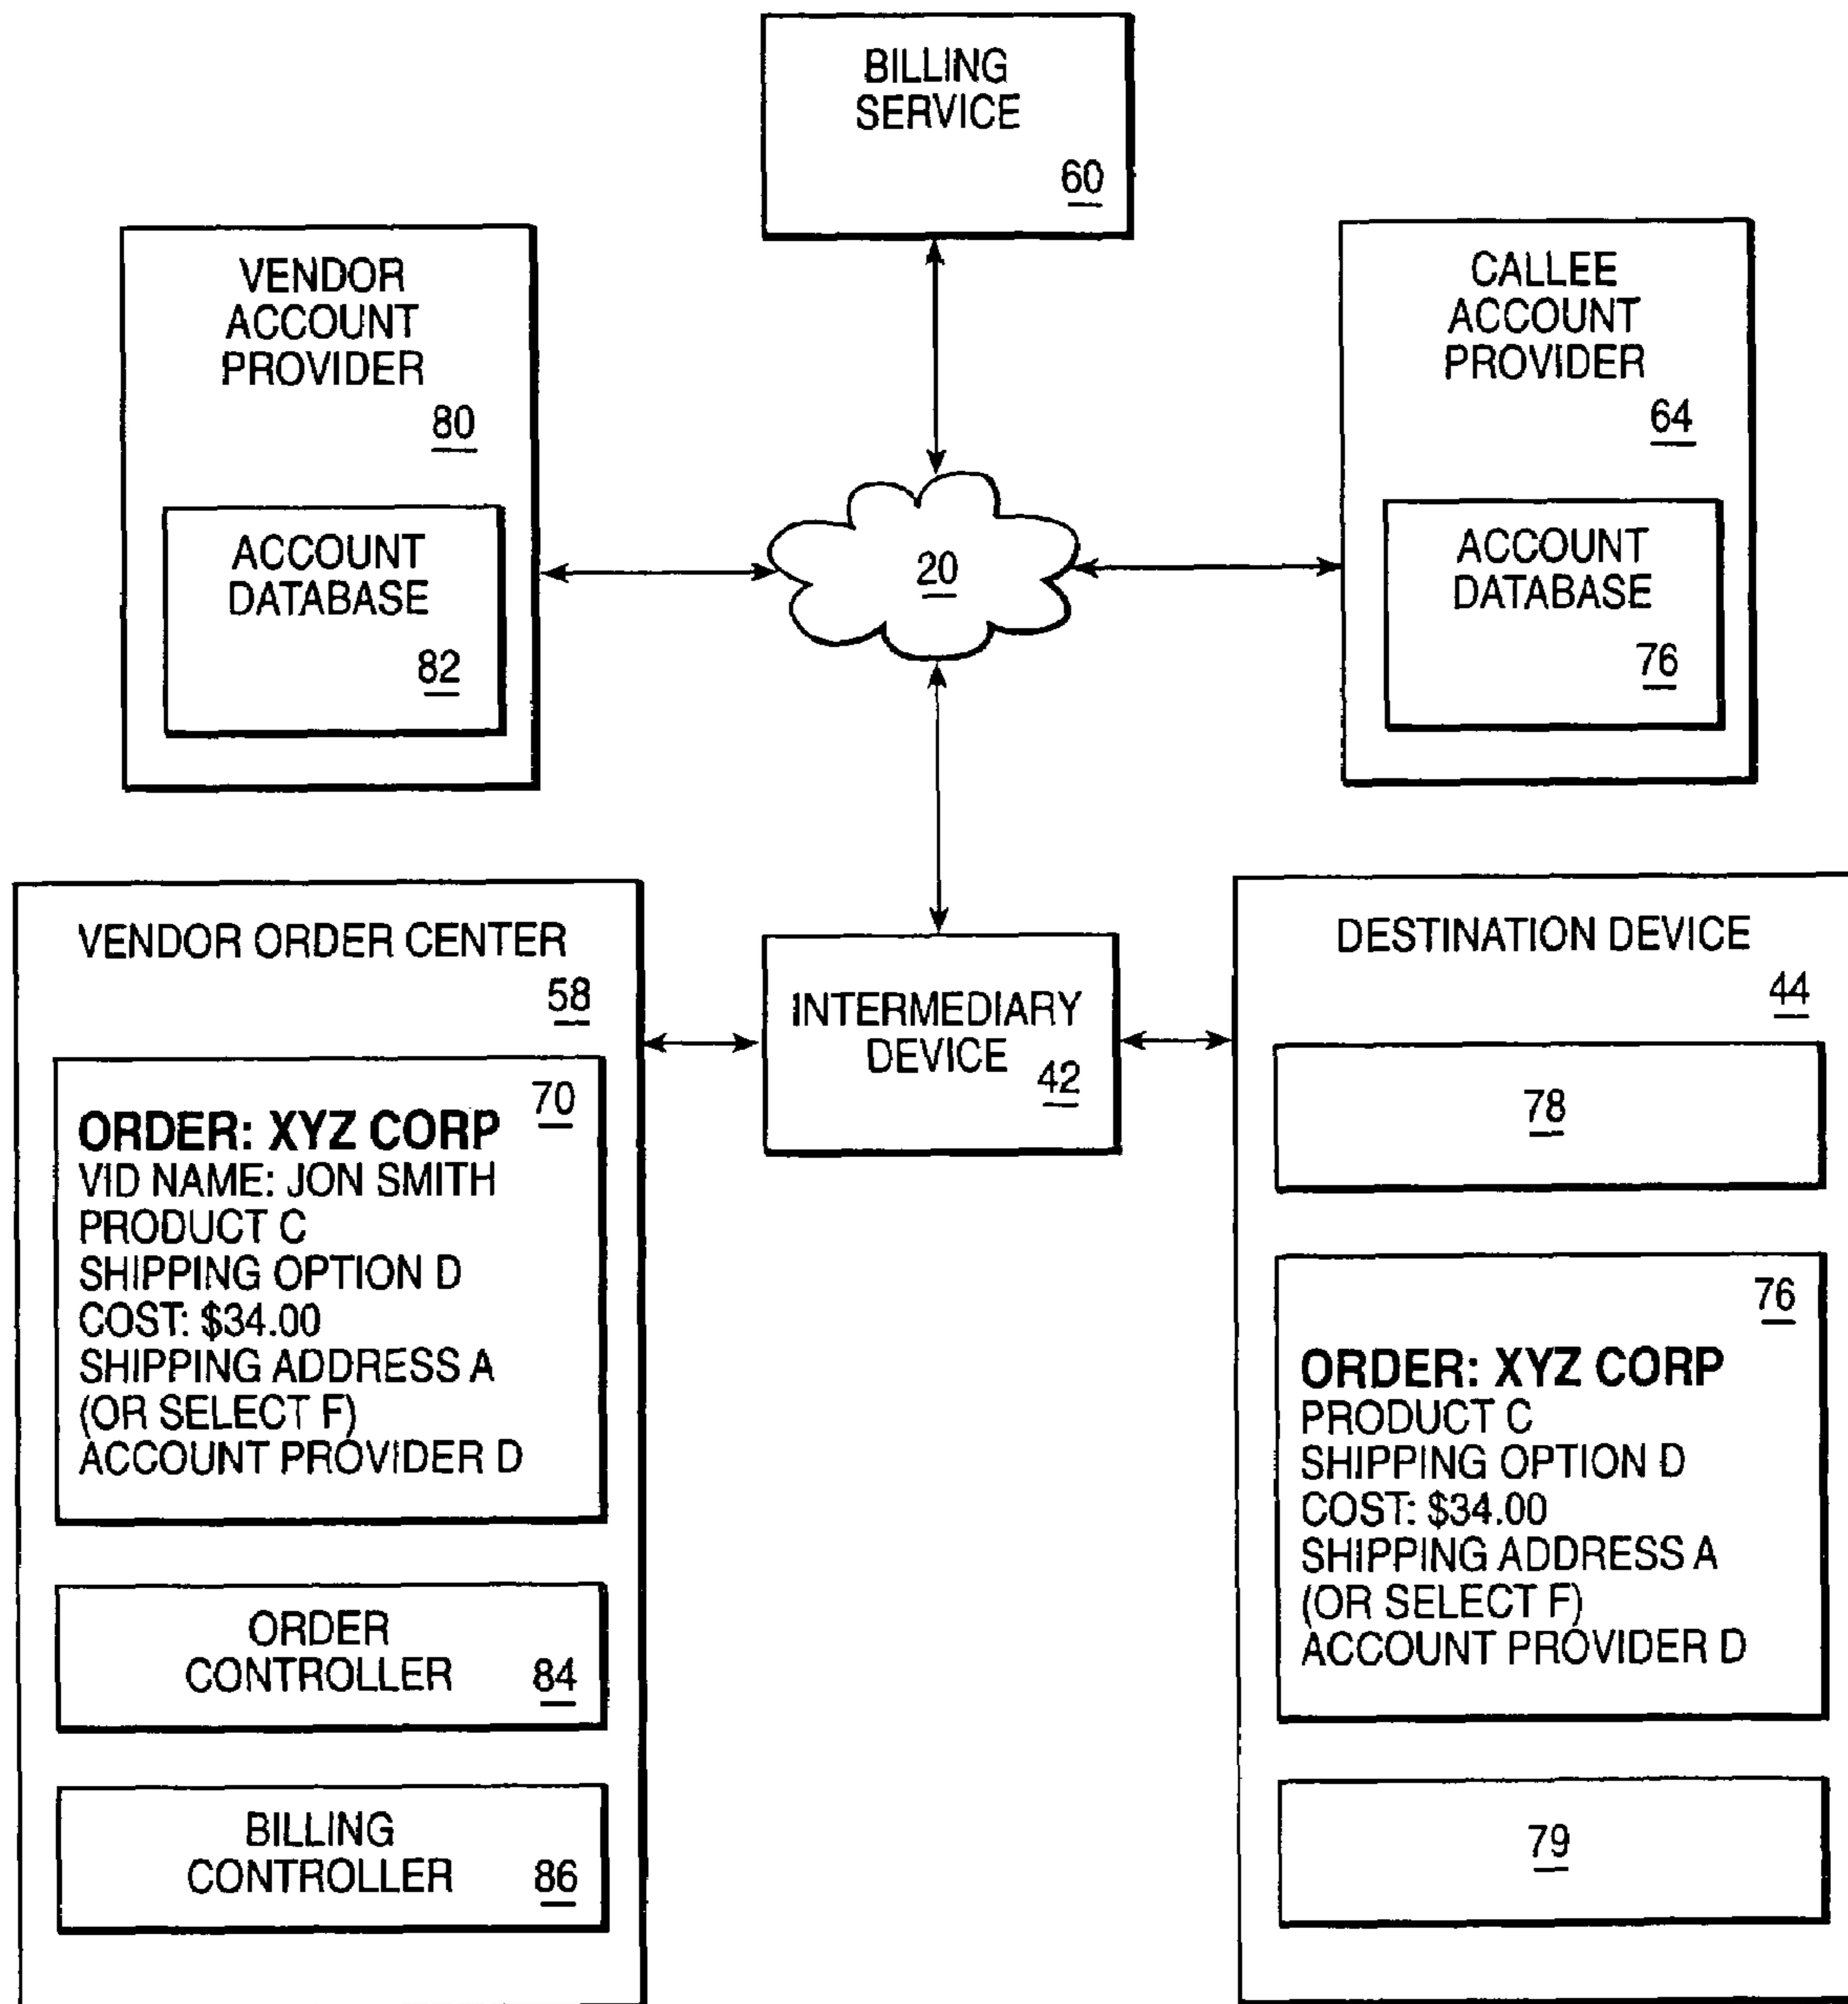 BILLING
SERVICE
60
VENDOR
ACCOUNT
PROVIDER
80
ACCOUNT
DATABASE
82
20
CALLEE
ACCOUNT
PROVIDER
64
ACCOUNT
DATABASE
76
VENDOR ORDER CENTER
58
70
ORDER: XYZ CORP
VID NAME: JON SMITH
PRODUCT C
SHIPPING OPTION D
COST: $34.00
SHIPPING ADDRESS A
(OR SELECT F)
ACCOUNT PROVIDER D
ORDER
CONTROLLER
84
BILLING
CONTROLLER
86
INTERMEDIARY
DEVICE
42
DESTINATION DEVICE
44
78
76
ORDER: XYZ CORP
PRODUCT C
SHIPPING OPTION D
COST: $34.00
SHIPPING ADDRESS A
(OR SELECT F)
ACCOUNT PROVIDER D
79